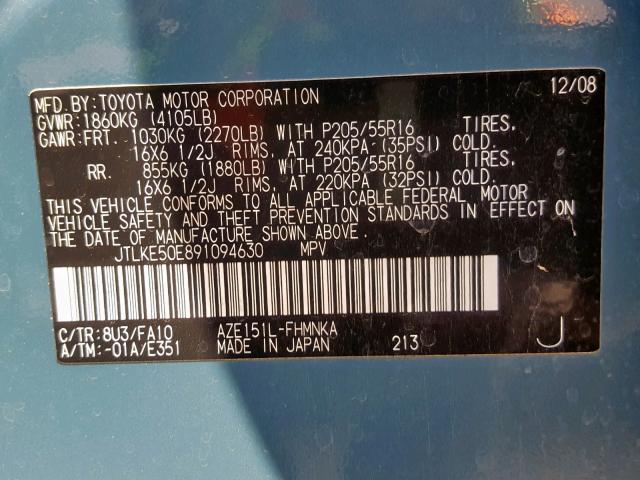 MFD.BY:TOYOTA MOTOR CORPORATION 12/08
GVWR:1860KG (4105LB)
GAWR:FRT. 1030KG (2270LB) WITH P205/55R16 TIRES,
16X6 1/2J RIMS, AT 240KPA (35PSI) COLD.
RR. 855KG (1880LB) WITH P205/55R16 TIRES,
16X6 1/2J RIMS, AT 220KPA (32PSI) COLD.
THIS VEHICLE CONFORMS TO ALL APPLICABLE FEDERAL MOTOR
VEHICLE SAFETY AND THEFT PREVENTION STANDARDS IN EFFECT ON
THE DATE OF MANUFACTURE SHOWN ABOVE.
JTLKE50E891094630 MPV
C/TR:8U3/FA10 AZE151L-FHMNKA
A/TM:-01A/E351 MADE IN JAPAN 213 J